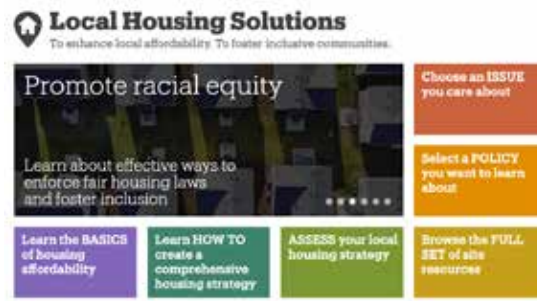 Local Housing Solutions
To enhance local affordability. To foster inclusive communities.
Promote racial equity
Learn about effective ways to
enforce fair housing laws
and foster inclusion
Choose an ISSUE
you care about
Select a POLICY
you want to learn
about
Learn the BASICS
of housing
affordability
Learn HOW TO
create a
comprehensive
housing strategy
ASSESS your local
housing strategy
Browse the FULL
SET of site
resources